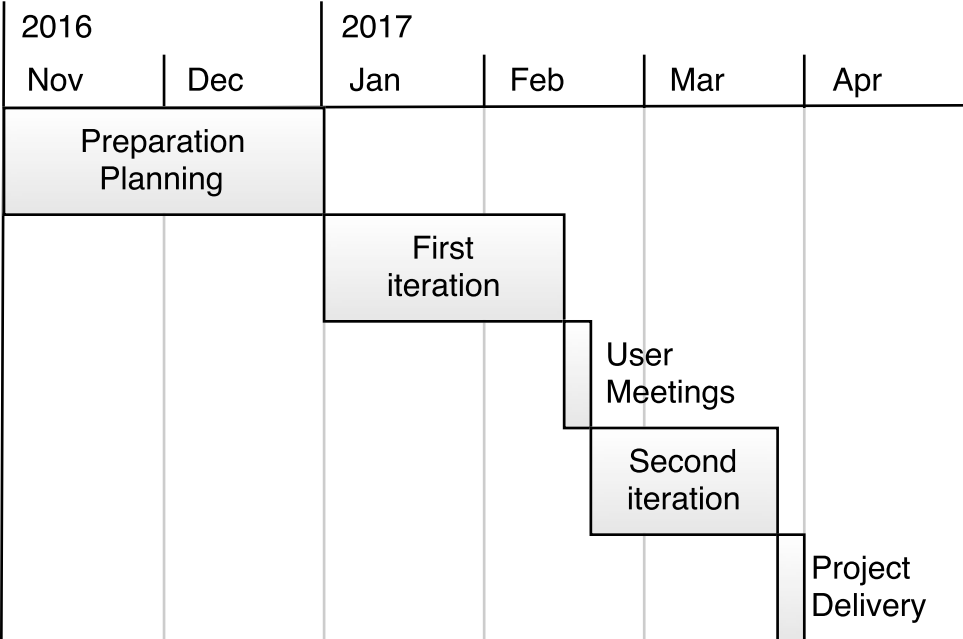 2016
2017
Nov
Dec
Jan
Feb
Mar
Apr
Preparation
Planning
First
iteration
User
Meetings
Second
iteration
Project
Delivery